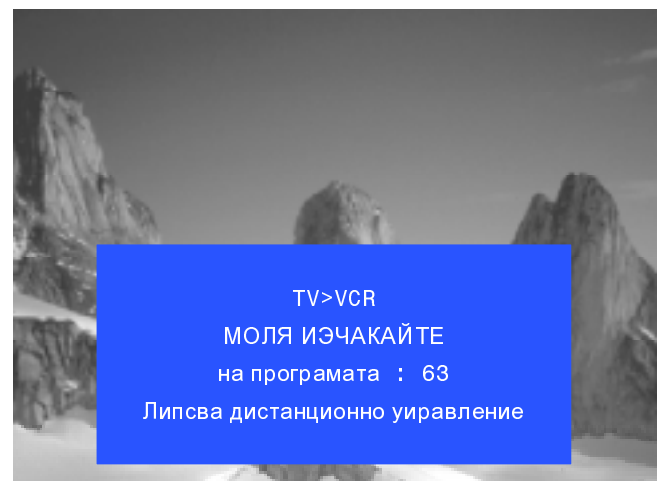 TV>VCR
МОЛЯ ИЭЧАКАЙТЕ
на програмата : 63
Липсва дистанционно уиравление